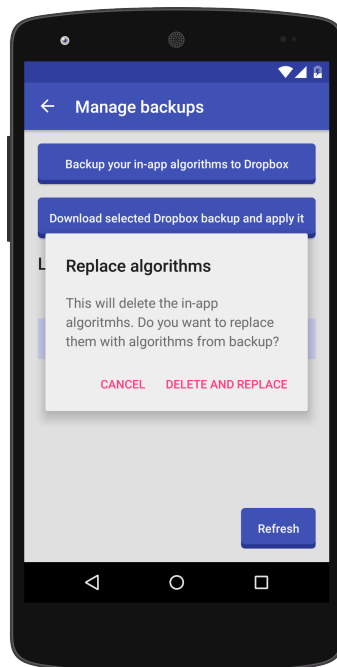 Manage backups
Backup your in-app algorithms to Dropbox
Download selected Dropbox backup and apply it
L
Replace algorithms
This will delete the in-app
algoritmhs. Do you want to replace
them with algorithms from backup?
CANCEL DELETE AND REPLACE
Refresh